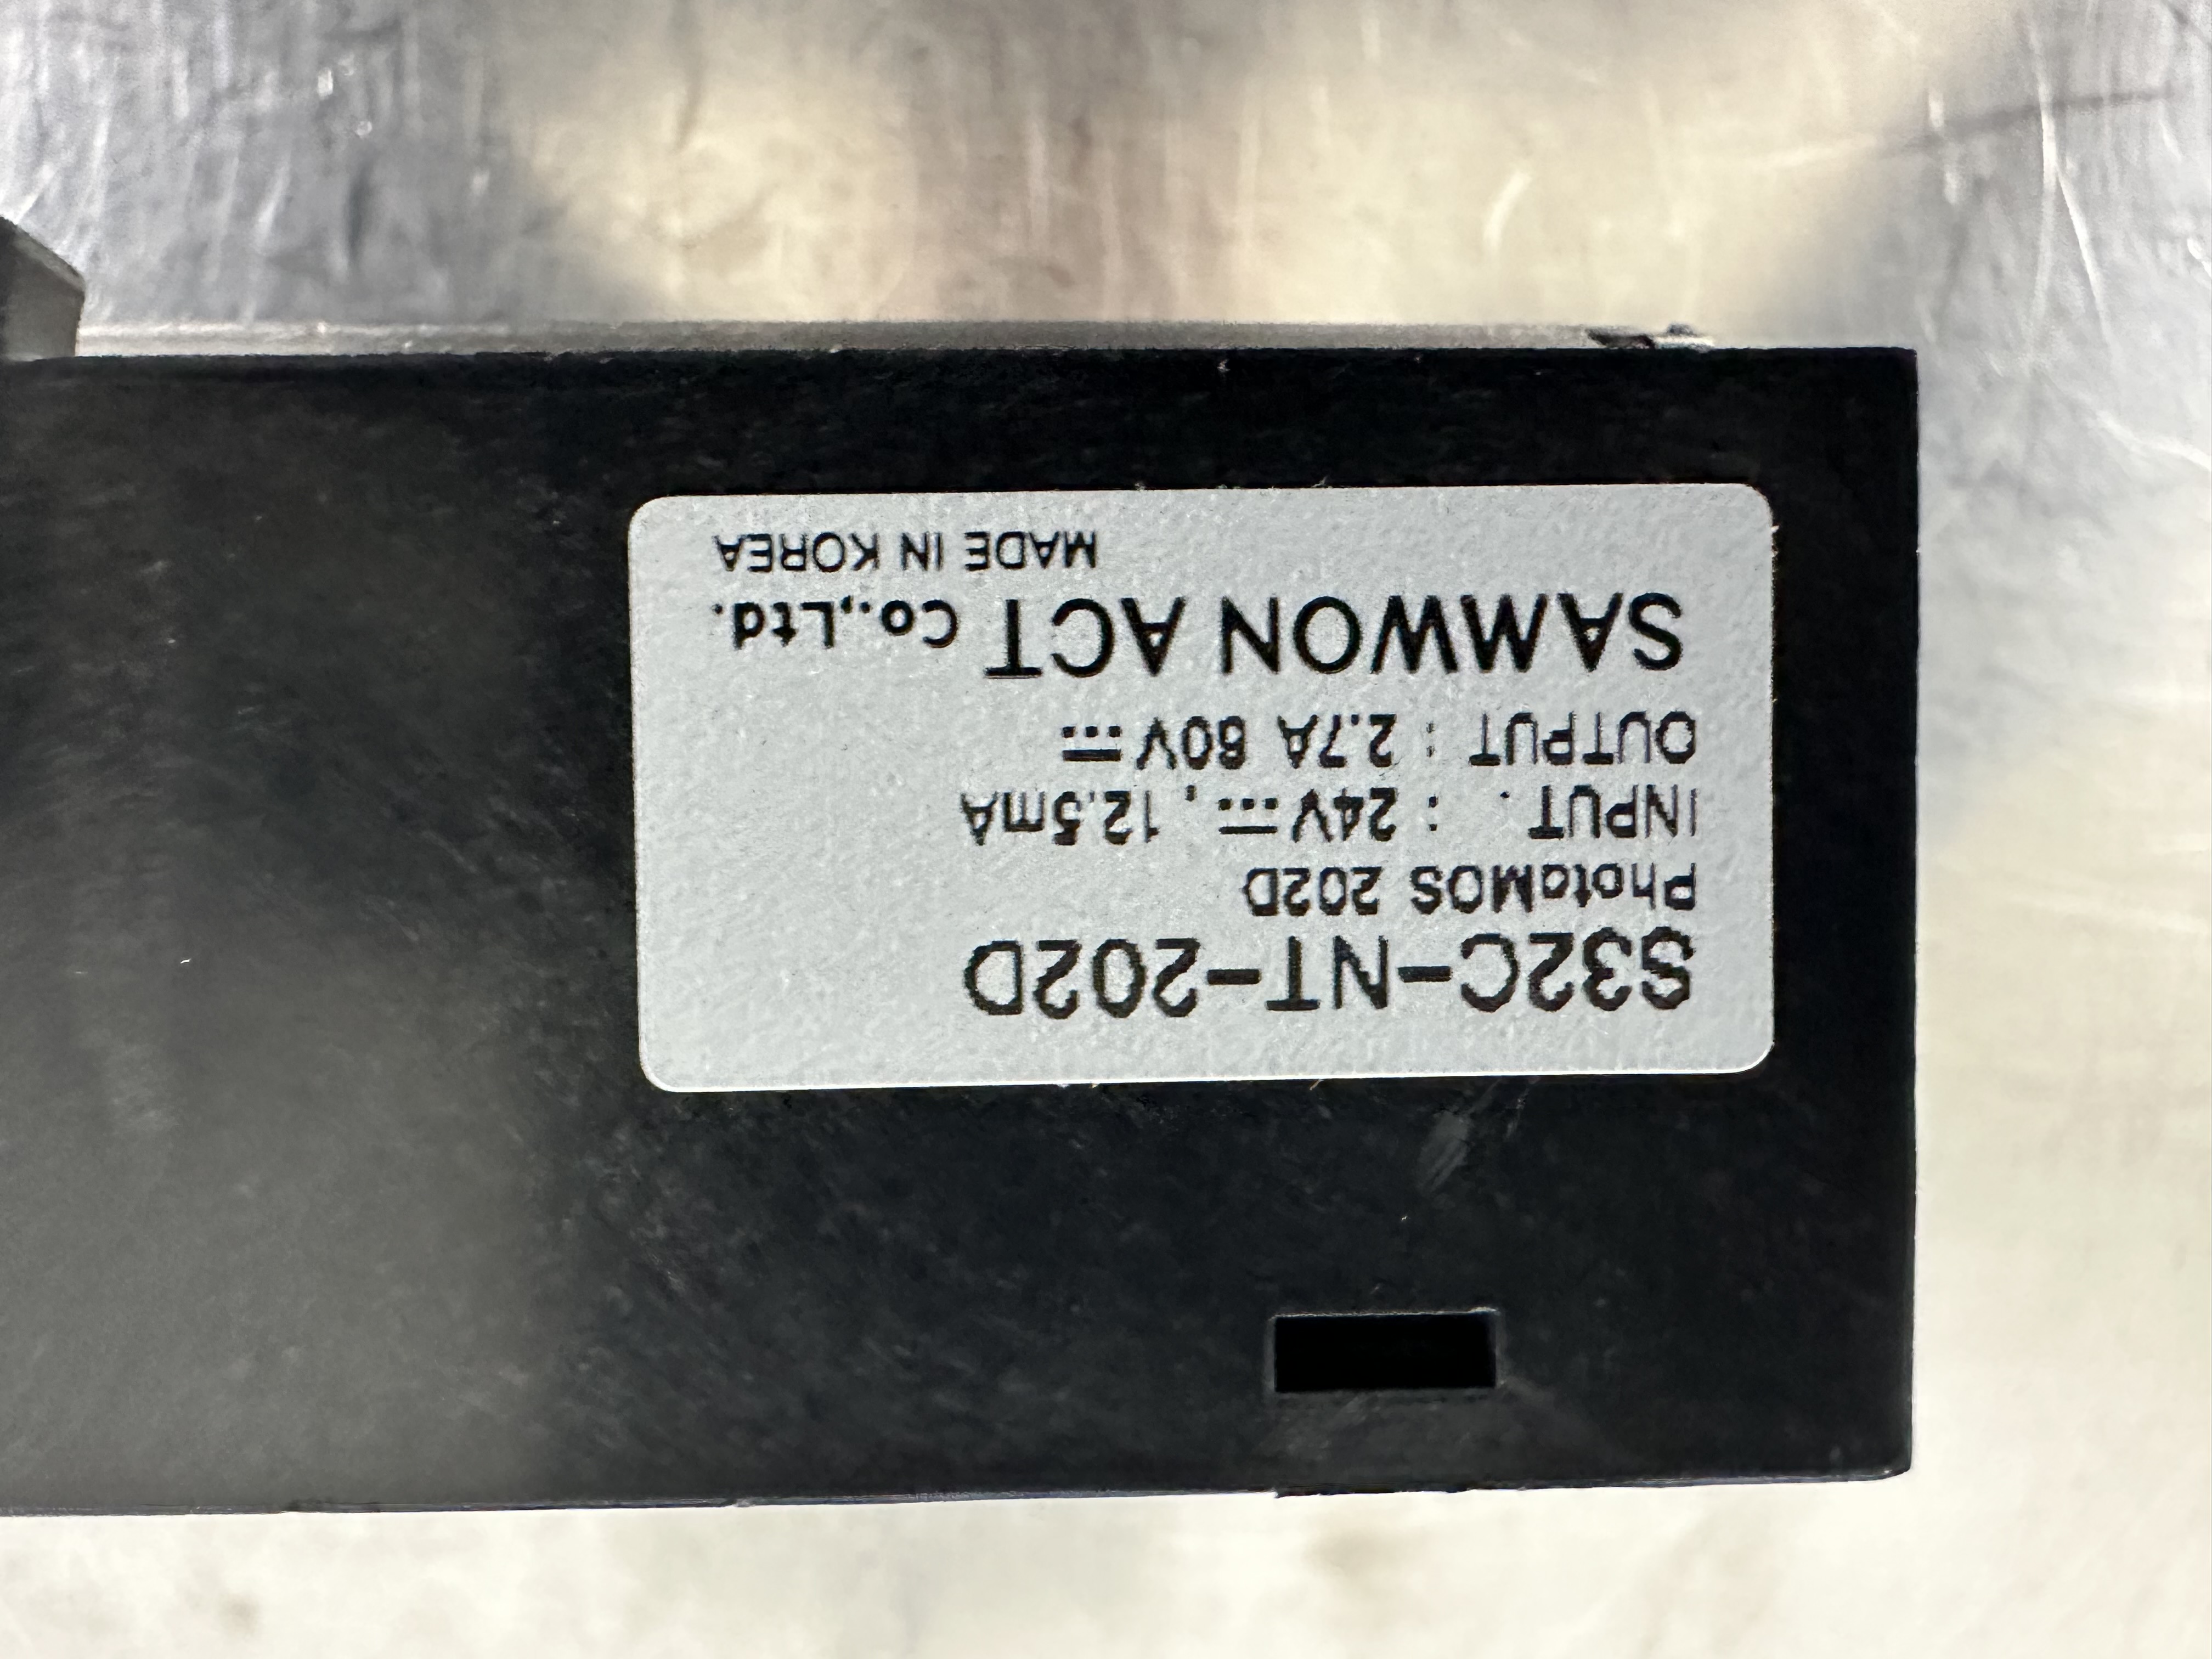 S32C-NT-202D
PhotoMOS 202D
INPUT . : 24V⎓, 12.5mA
OUTPUT : 2.7A 60V⎓
SAMWON ACT Co.,Ltd.
MADE IN KOREA